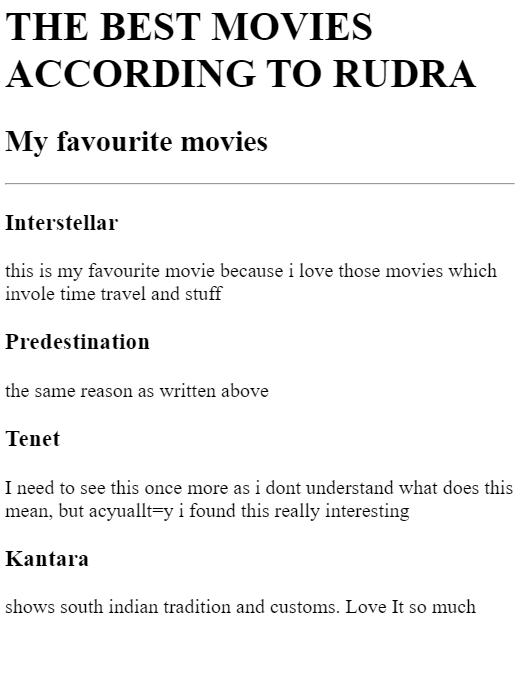 THE BEST MOVIES
ACCORDING TO RUDRA
My favourite movies
Interstellar
this is my favourite movie because i love those movies which
invole time travel and stuff
Predestination
the same reason as written above
Tenet
I need to see this once more as i dont understand what does this
mean, but acyuallt=y i found this really interesting
Kantara
shows south indian tradition and customs. Love It so much